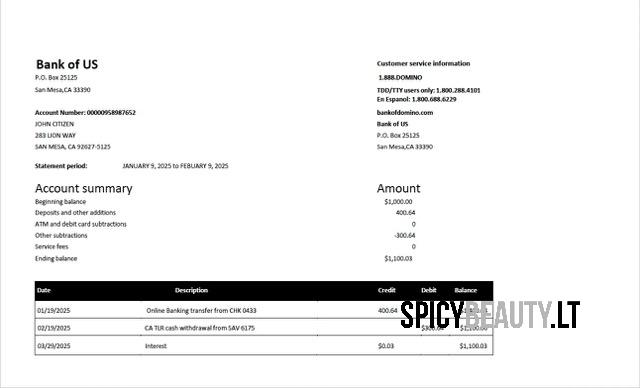 Bank of US
P.O. Box 25125
San Mesa,CA 33390
Customer service information
1.888.DOMINO
TDD/TTY users only: 1.800.288.4101
En Espanol: 1.800.688.6229
Account Number: 00000958987652
JOHN CITIZEN
283 LION WAY
SAN MESA, CA 92627-5125
bankofdomino.com
Bank of US
P.O. Box 25125
San Mesa,CA 33390
Statement period: JANUARY 9, 2025 to FEBUARY 9, 2025
Account summary Amount
Beginning balance $1,000.00
Deposits and other additions 400.64
ATM and debit card subtractions 0
Other subtractions -300.64
Service fees 0
Ending balance $1,100.03
Date Description Credit Debit Balance
01/19/2025 Online Banking transfer from CHK 0433 400.64
SPICYBEAUTY.LT
02/19/2025 CA TLR cash withdrawal from SAV 6175
03/29/2025 Interest $0.03 $1,100.03